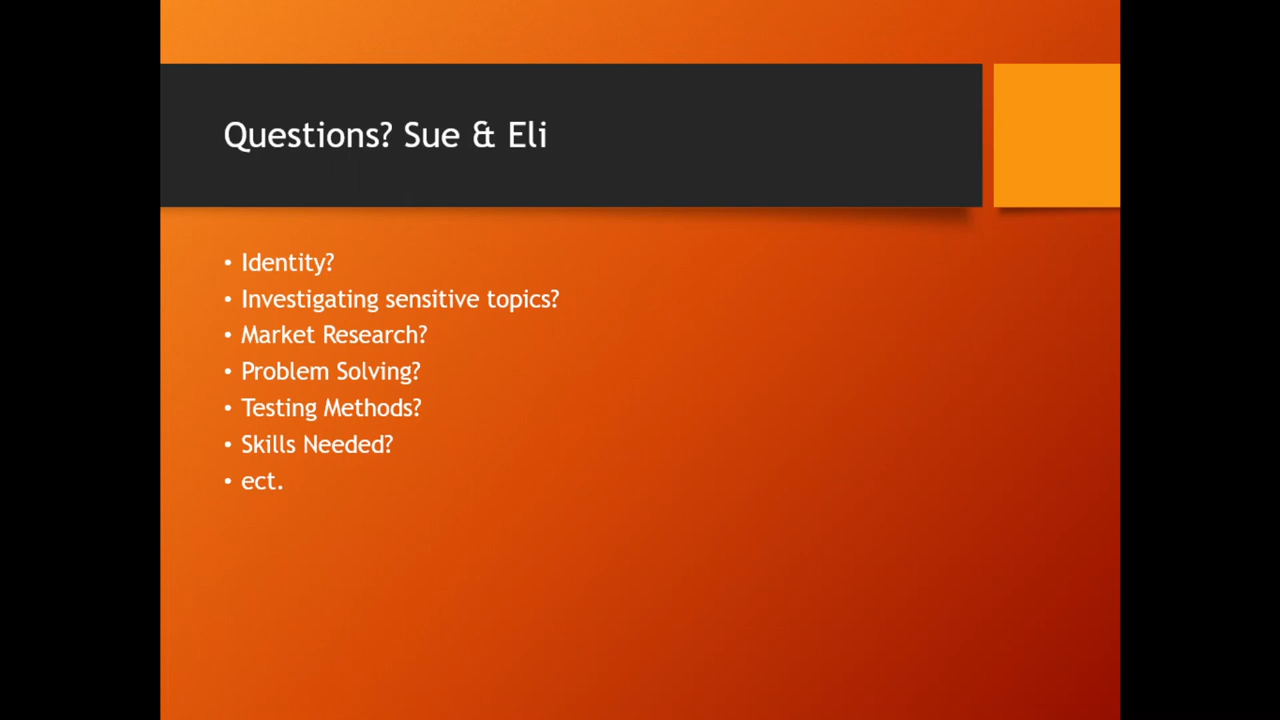 Questions? Sue & Eli
• Identity?
• Investigating sensitive topics?
• Market Research?
• Problem Solving?
• Testing Methods?
• Skills Needed?
• ect.